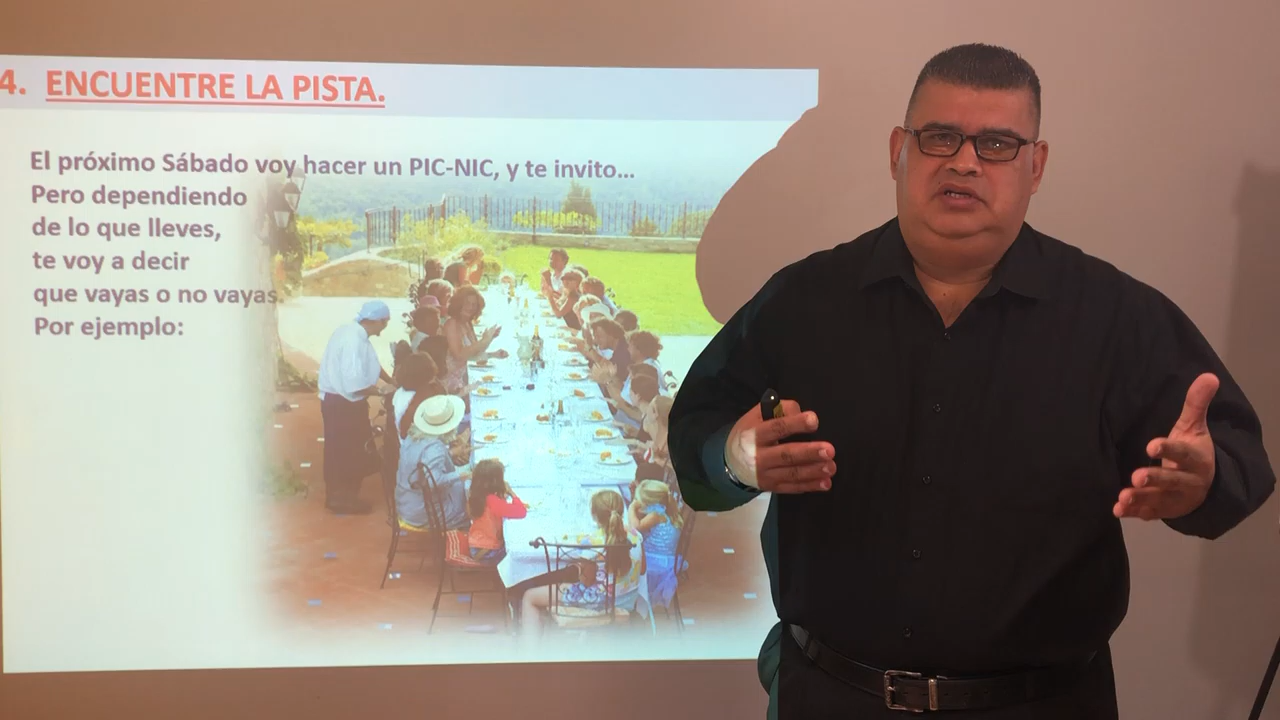 4. ENCUENTRE LA PISTA.
El próximo Sábado voy hacer un PIC-NIC, y te invito...
Pero dependiendo
de lo que lleves,
te voy a decir
que vayas o no vayas.
Por ejemplo: